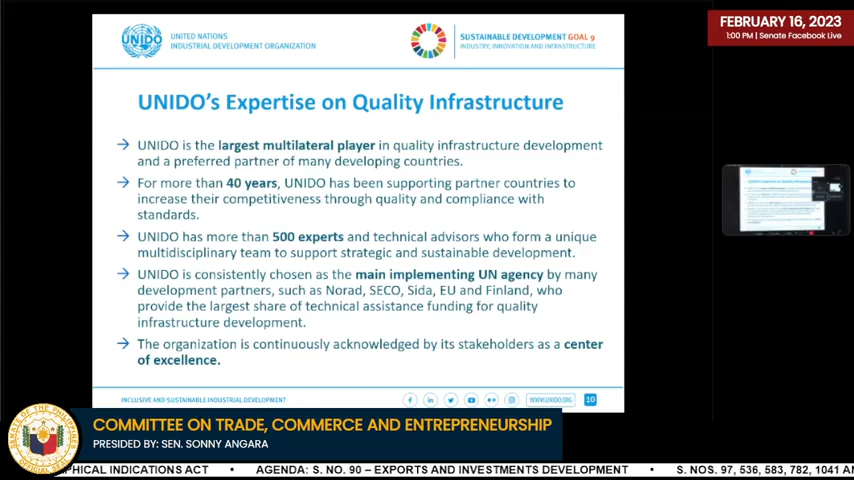 FEBRUARY 16, 2023
1:00 PM | Senate Facebook Live
UNIDO
UNITED NATIONS
INDUSTRIAL DEVELOPMENT ORGANIZATION
SUSTAINABLE DEVELOPMENT GOAL 9
INDUSTRY, INNOVATION AND INFRASTRUCTURE
UNIDO's Expertise on Quality Infrastructure
→ UNIDO is the largest multilateral player in quality infrastructure development
and a preferred partner of many developing countries.
→ For more than 40 years, UNIDO has been supporting partner countries to
increase their competitiveness through quality and compliance with
standards.
→ UNIDO has more than 500 experts and technical advisors who form a unique
multidisciplinary team to support strategic and sustainable development.
→ UNIDO is consistently chosen as the main implementing UN agency by many
development partners, such as Norad, SECO, Sida, EU and Finland, who
provide the largest share of technical assistance funding for quality
infrastructure development.
→ The organization is continuously acknowledged by its stakeholders as a center
of excellence.
INCLUSIVE AND SUSTAINABLE INDUSTRIAL DEVELOPMENT
WWW.UNIDO.ORG
10
SENATE OF THE PHILIPPINES
OFFICIAL SEAL
COMMITTEE ON TRADE, COMMERCE AND ENTREPRENEURSHIP
PRESIDED BY: SEN. SONNY ANGARA
PHICAL INDICATIONS ACT • AGENDA: S. NO. 90 – EXPORTS AND INVESTMENTS DEVELOPMENT • S. NOS. 97, 536, 583, 782, 1041 AN